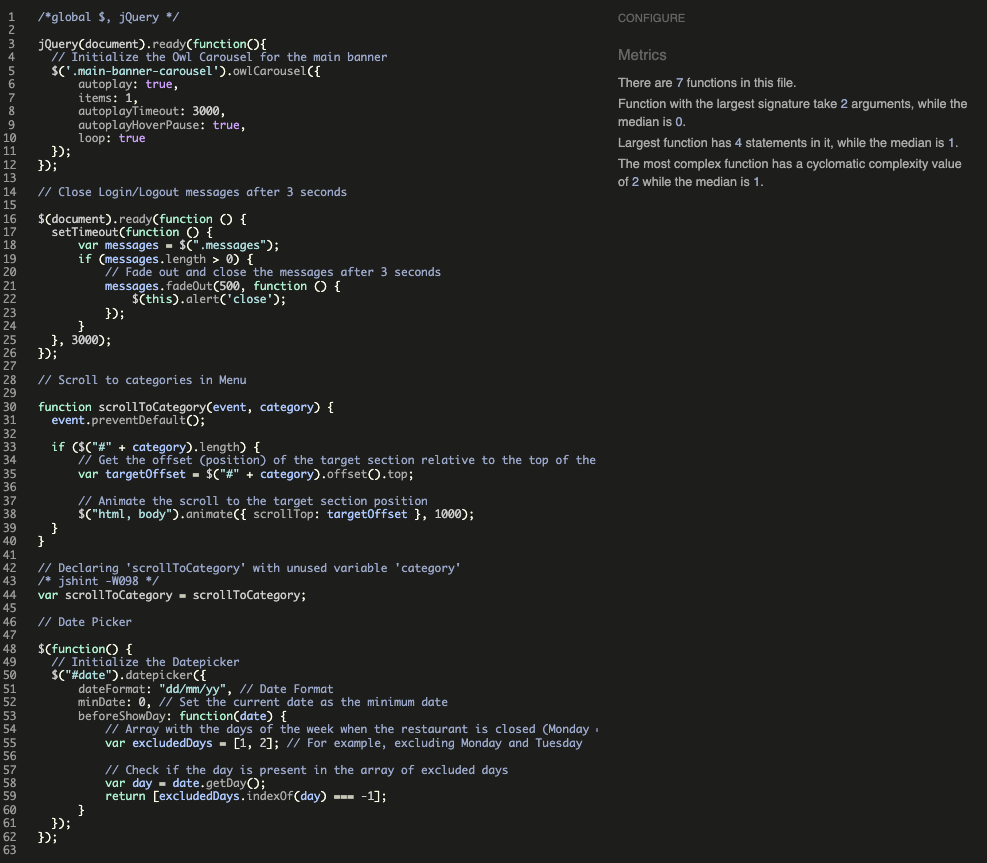 1 /*global $, jQuery */
2
3 jQuery(document).ready(function(){
4 // Initialize the Owl Carousel for the main banner
5 $('.main-banner-carousel').owlCarousel({
6 autoplay: true,
7 items: 1,
8 autoplayTimeout: 3000,
9 autoplayHoverPause: true,
10 loop: true
11 });
12 });
13
14 // Close Login/Logout messages after 3 seconds
15
16 $(document).ready(function () {
17 setTimeout(function () {
18 var messages = $(".messages");
19 if (messages.length > 0) {
20 // Fade out and close the messages after 3 seconds
21 messages.fadeOut(500, function () {
22 $(this).alert('close');
23 });
24 }
25 }, 3000);
26 });
27
28 // Scroll to categories in Menu
29
30 function scrollToCategory(event, category) {
31 event.preventDefault();
32
33 if ($("#" + category).length) {
34 // Get the offset (position) of the target section relative to the top of the
35 var targetOffset = $("#" + category).offset().top;
36
37 // Animate the scroll to the target section position
38 $("html, body").animate({ scrollTop: targetOffset }, 1000);
39 }
40 }
41
42 // Declaring 'scrollToCategory' with unused variable 'category'
43 /* jshint -W098 */
44 var scrollToCategory = scrollToCategory;
45
46 // Date Picker
47
48 $(function() {
49 // Initialize the Datepicker
50 $("#date").datepicker({
51 dateFormat: "dd/mm/yy", // Date Format
52 minDate: 0, // Set the current date as the minimum date
53 beforeShowDay: function(date) {
54 // Array with the days of the week when the restaurant is closed (Monday
55 var excludedDays = [1, 2]; // For example, excluding Monday and Tuesday
56
57 // Check if the day is present in the array of excluded days
58 var day = date.getDay();
59 return [excludedDays.indexOf(day) === -1];
60 }
61 });
62 });
63
CONFIGURE
Metrics
There are 7 functions in this file.
Function with the largest signature take 2 arguments, while the
median is 0.
Largest function has 4 statements in it, while the median is 1.
The most complex function has a cyclomatic complexity value
of 2 while the median is 1.